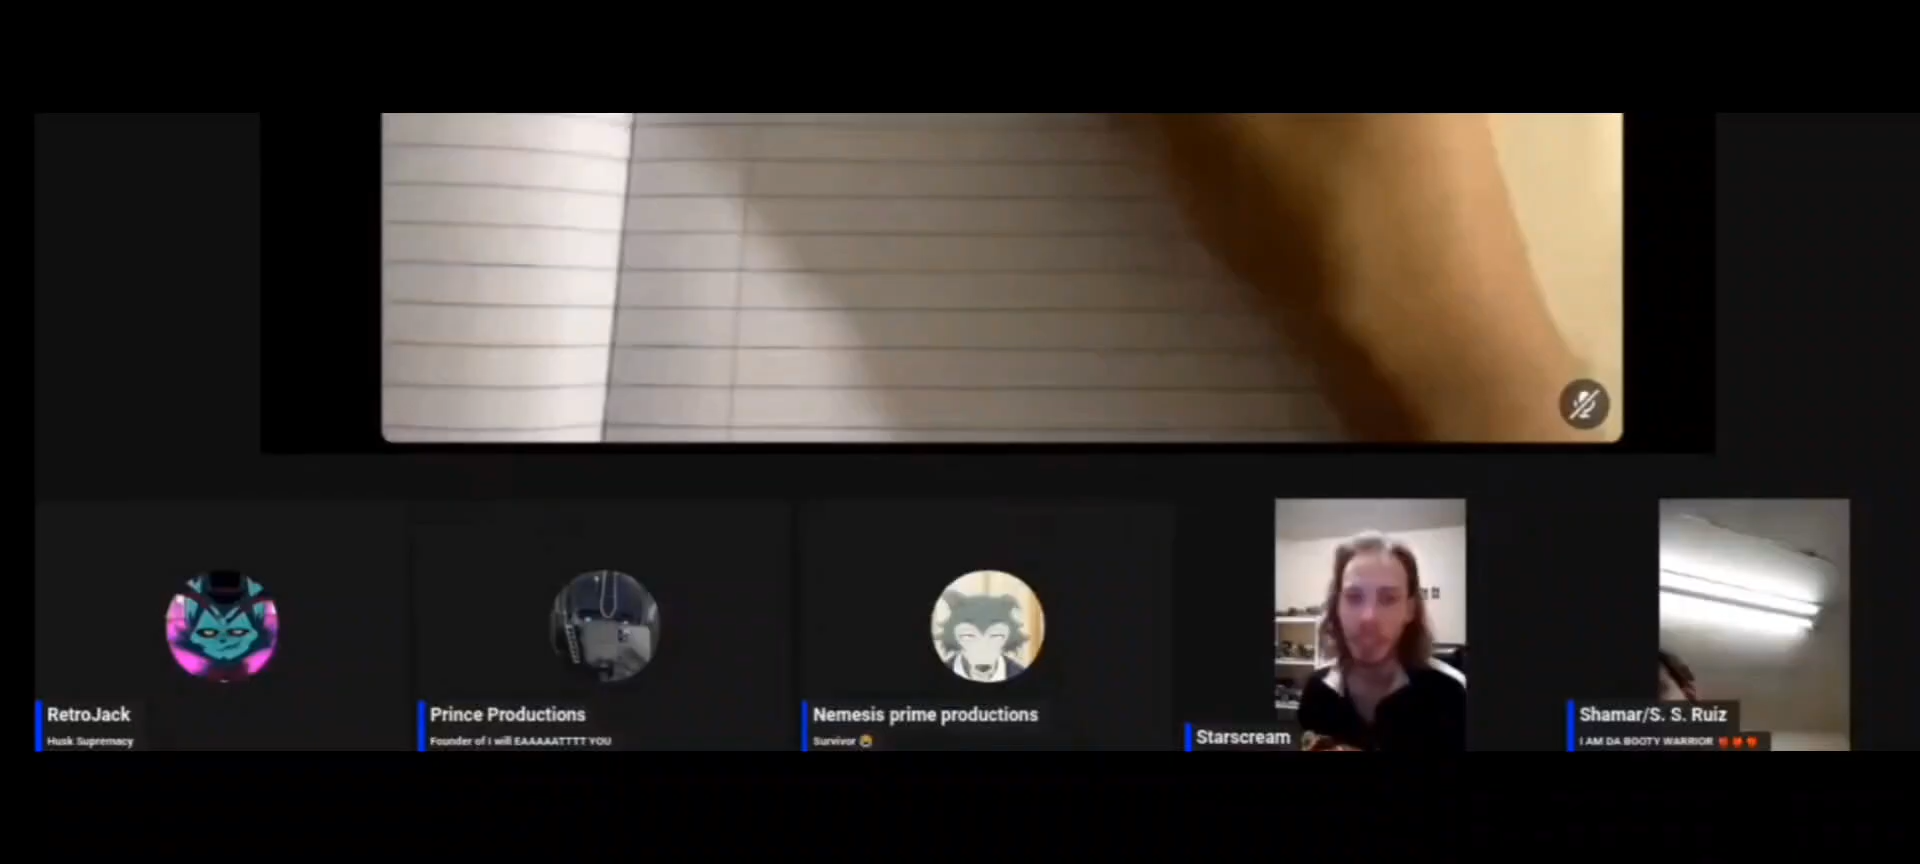 RetroJack
Husk Supremacy
Prince Productions
Founder of I will EAAAAATTTT YOU
Nemesis prime productions
Survivor 😭
Starscream
Shamar/S. S. Ruiz
I AM DA BOOTY WARRIOR 🍑🍑🍑